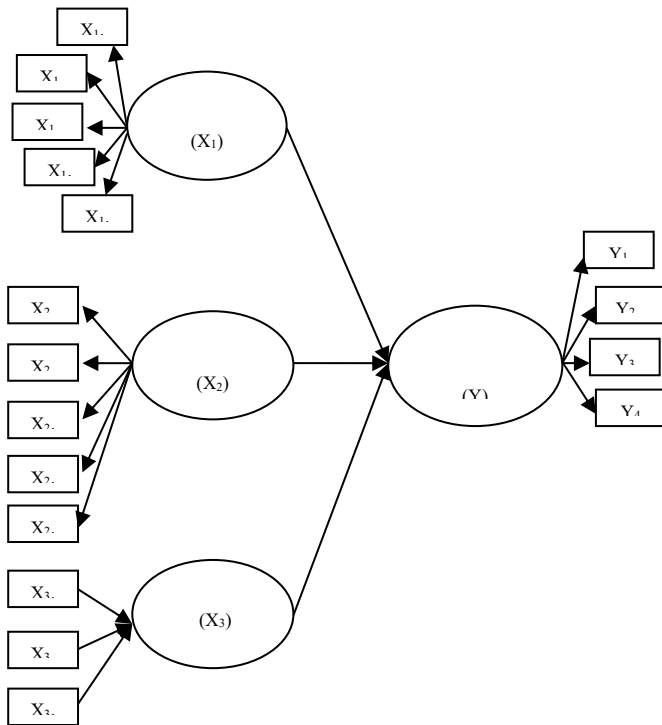 X₁.
X₁
X₁
X₁.
X₁.
(X₁)
X₂
X₂
X₂.
X₂.
X₂.
(X₂)
X₃.
X₃
X₃.
(X₃)
(Y)
Y₁
Y₂
Y₃
Y₄